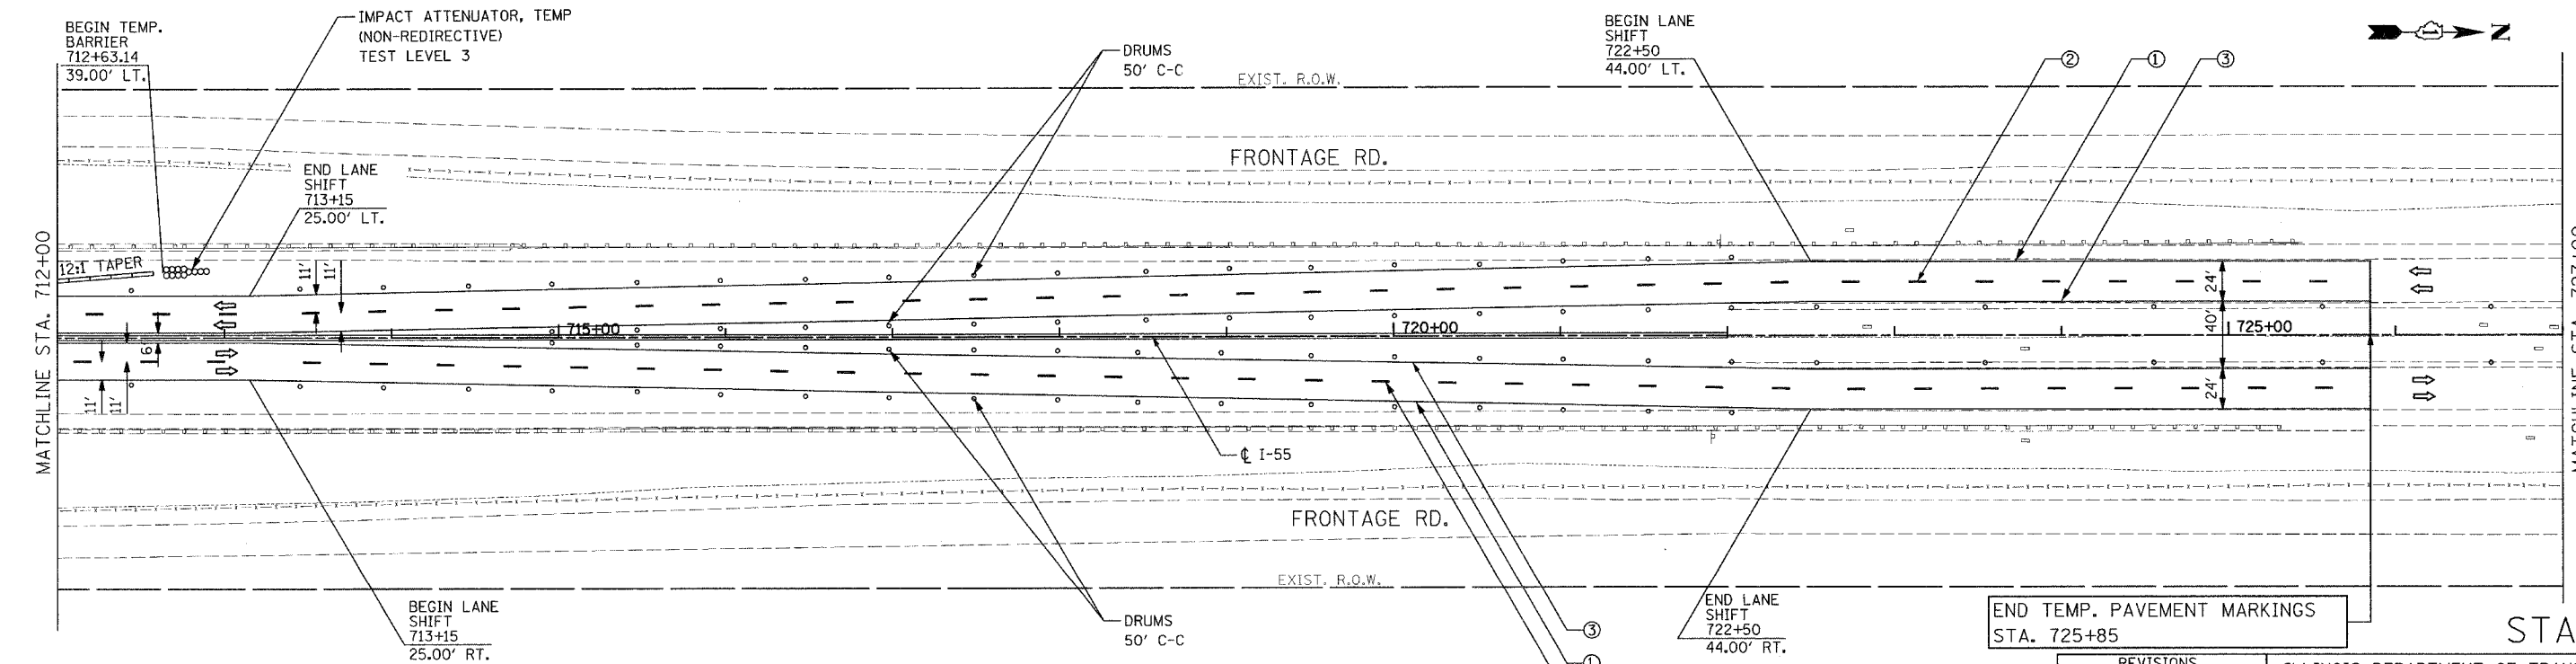 BEGIN TEMP.
BARRIER
712+63.14
39.00' LT.
IMPACT ATTENUATOR, TEMP
(NON-REDIRECTIVE)
TEST LEVEL 3
DRUMS
50' C-C
EXIST. R.O.W.
BEGIN LANE
SHIFT
722+50
44.00' LT.
2
1
3
N
FRONTAGE RD.
END LANE
SHIFT
713+15
25.00' LT.
MATCHLINE STA. 712+00
12:1 TAPER
11'
11'
6'
11'
11'
715+00
720+00
725+00
24'
40'
24'
℄ I-55
FRONTAGE RD.
EXIST. R.O.W.
BEGIN LANE
SHIFT
713+15
25.00' RT.
DRUMS
50' C-C
3
1
END LANE
SHIFT
722+50
44.00' RT.
END TEMP. PAVEMENT MARKINGS
STA. 725+85
STA
REVISIONS